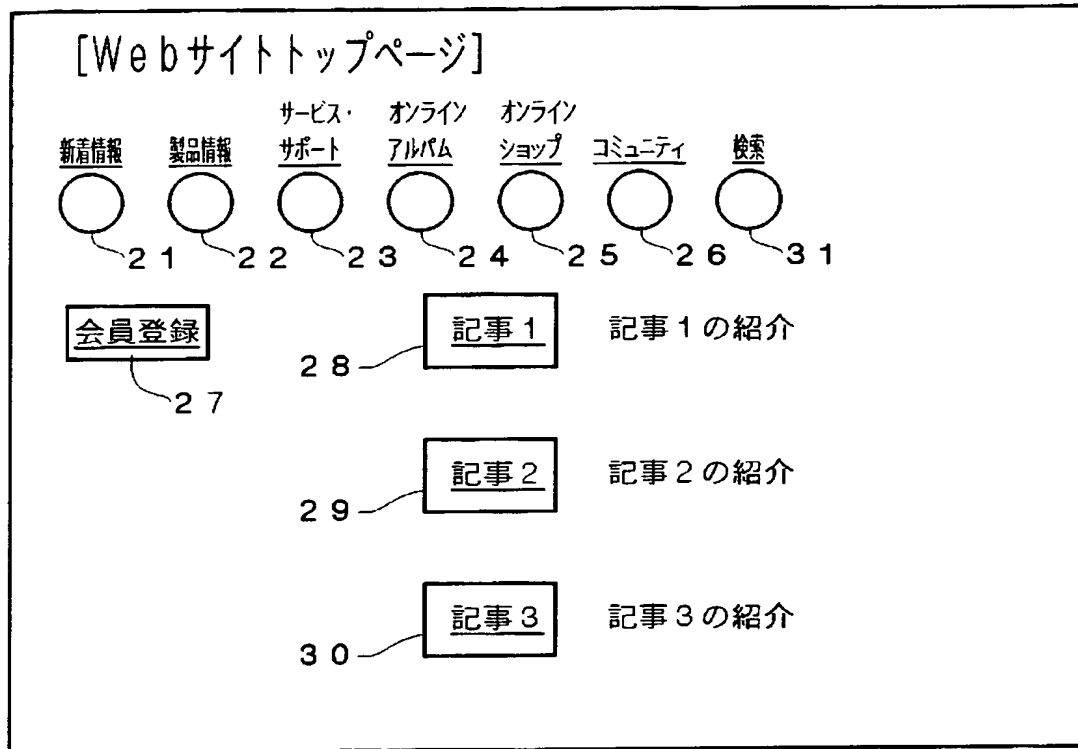 [Ｗｅｂサイトトップページ]
サービス・ オンライン オンライン
新着情報 製品情報 サポート アルバム ショップ コミュニティ 検索
２１ ２２ ２３ ２４ ２５ ２６ ３１
会員登録 記事１ 記事１の紹介
２８
２７
記事２ 記事２の紹介
２９
記事３ 記事３の紹介
３０